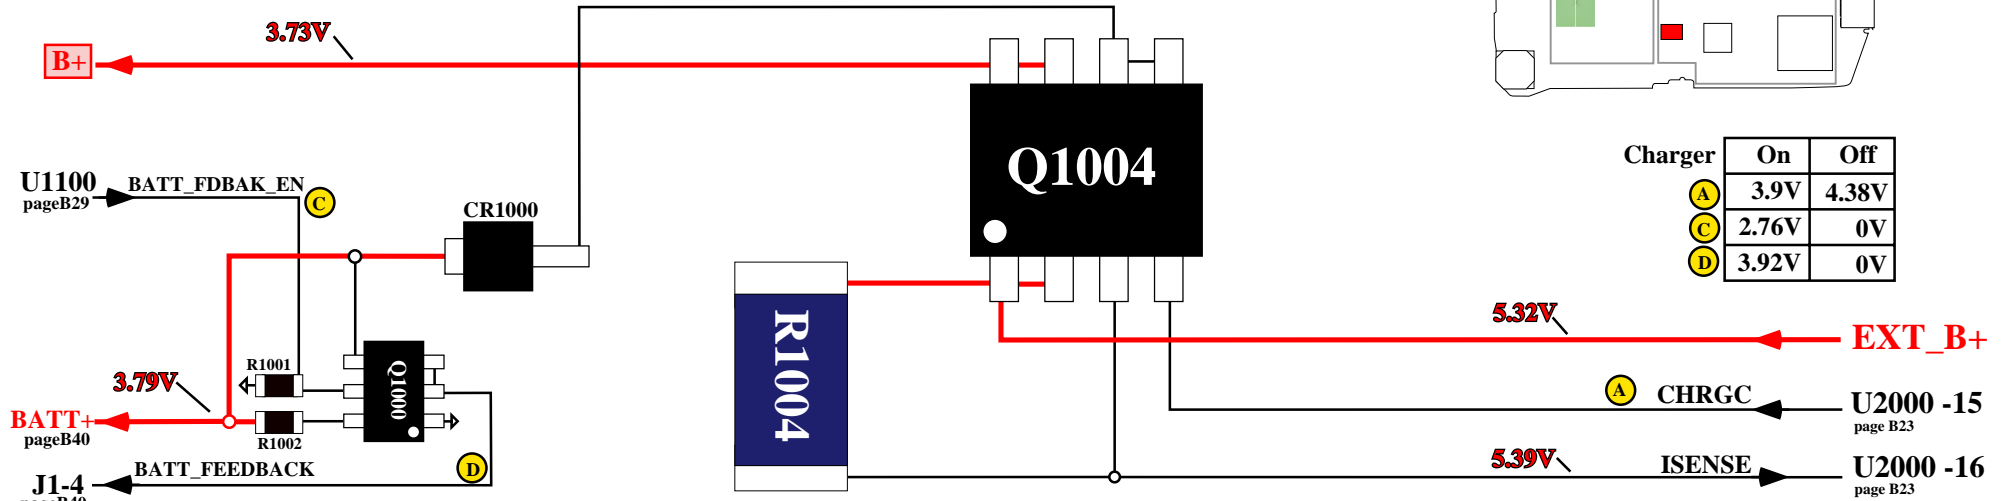 3.73V
B+
Q1004
Charger On Off
A 3.9V 4.38V
C 2.76V 0V
D 3.92V 0V
U1100 BATT_FDBAK_EN
pageB29
C
CR1000
R1004
5.32V
EXT_B+
R1001
Q1000
3.79V
BATT+
pageB40
R1002
A CHRGC U2000 -15
page B23
BATT_FEEDBACK
D
J1-4
pageB40
5.39V ISENSE U2000 -16
page B23